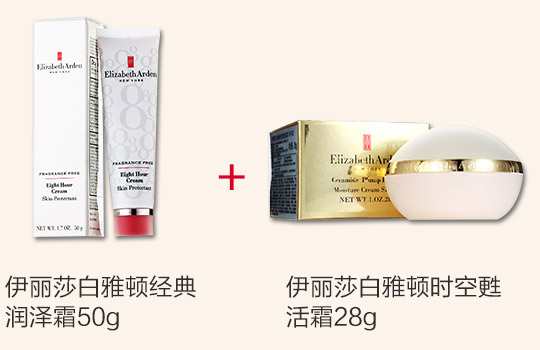 Elizabeth Arden
NEW YORK
FRAGRANCE FREE
Eight Hour
Cream
Skin Protectant
NET WT. 1.7 OZ. 50 g
Elizabeth Arden
NEW YORK
FRAGRANCE FREE
Eight Hour
Cream
Skin Protectant
+
Elizabeth Arden
Moisture Cream
NET WT. 1 OZ.
伊丽莎白雅顿经典
润泽霜50g
伊丽莎白雅顿时空甦
活霜28g